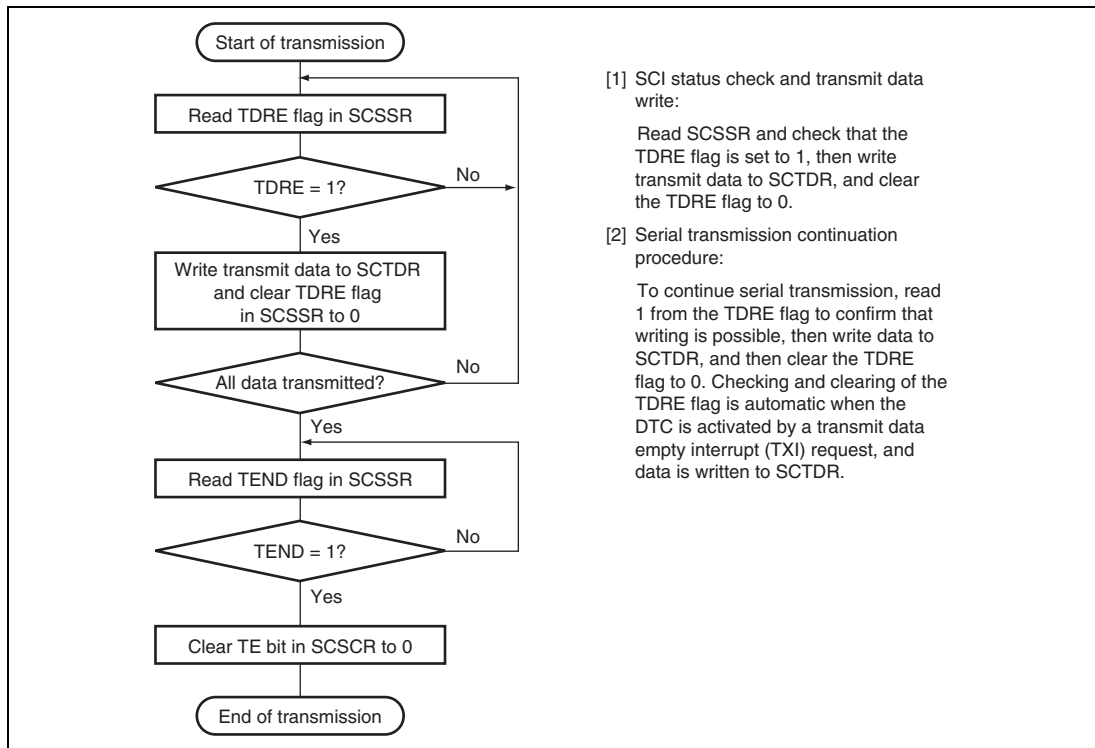 Start of transmission
Read TDRE flag in SCSSR
No
TDRE = 1?
Yes
Write transmit data to SCTDR
and clear TDRE flag
in SCSSR to 0
No
All data transmitted?
Yes
Read TEND flag in SCSSR
No
TEND = 1?
Yes
Clear TE bit in SCSCR to 0
End of transmission
[1] SCI status check and transmit data
write:
Read SCSSR and check that the
TDRE flag is set to 1, then write
transmit data to SCTDR, and clear
the TDRE flag to 0.
[2] Serial transmission continuation
procedure:
To continue serial transmission, read
1 from the TDRE flag to confirm that
writing is possible, then write data to
SCTDR, and then clear the TDRE
flag to 0. Checking and clearing of the
TDRE flag is automatic when the
DTC is activated by a transmit data
empty interrupt (TXI) request, and
data is written to SCTDR.